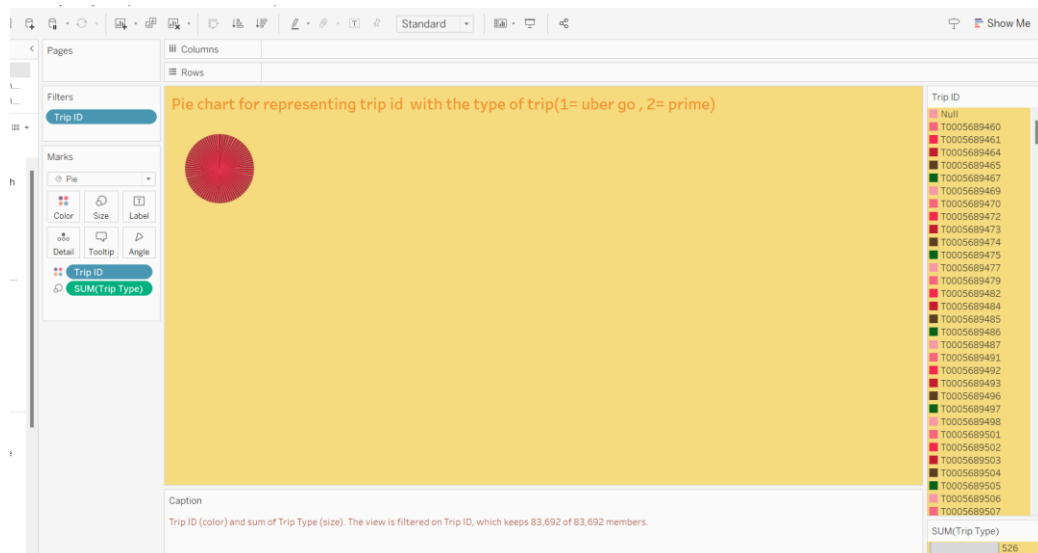 Standard
Show Me
Pages
Columns
Rows
Filters
Trip ID
Marks
Pie
Color
Size
Label
Detail
Tooltip
Angle
Trip ID
SUM(Trip Type)
Pie chart for representing trip id with the type of trip(1= uber go , 2= prime)
Caption
Trip ID (color) and sum of Trip Type (size). The view is filtered on Trip ID, which keeps 83,692 of 83,692 members.
Trip ID
Null
T0005689460
T0005689461
T0005689464
T0005689465
T0005689467
T0005689469
T0005689470
T0005689472
T0005689473
T0005689474
T0005689475
T0005689477
T0005689479
T0005689482
T0005689484
T0005689485
T0005689486
T0005689487
T0005689491
T0005689492
T0005689493
T0005689496
T0005689497
T0005689498
T0005689501
T0005689502
T0005689503
T0005689504
T0005689505
T0005689506
T0005689507
SUM(Trip Type)
526